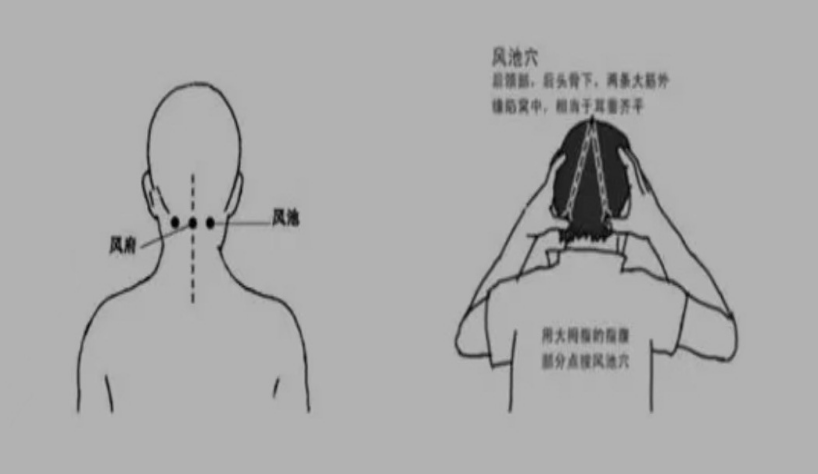 风府
风池
风池穴
后颈部，后头骨下，两条大筋外
缘陷窝中，相当于耳垂齐平
用大拇指的指腹
部分点按风池穴